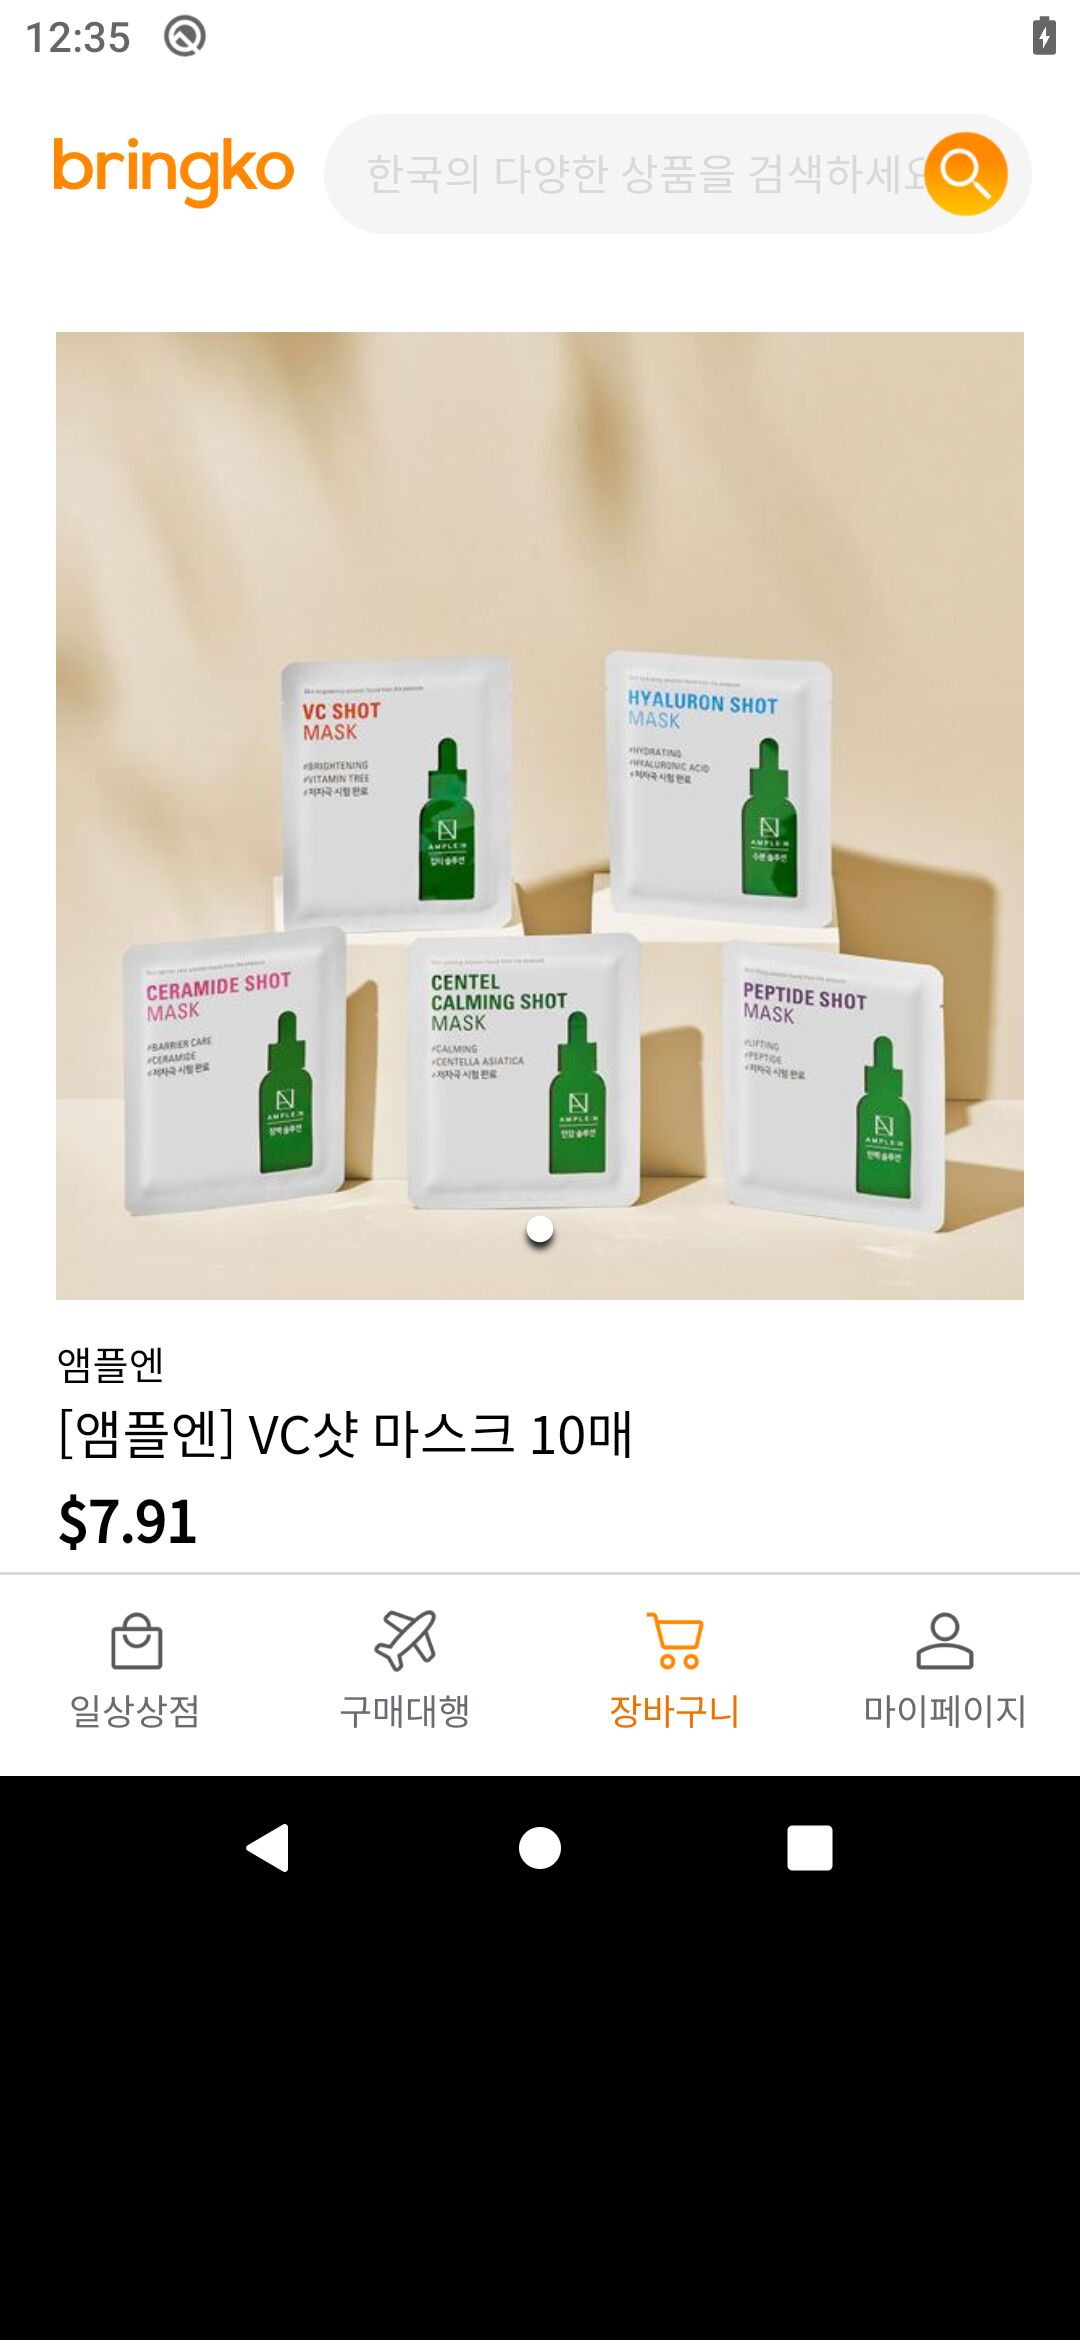 12:35
bringko
한국의 다양한 상품을 검색하세요
VC SHOT
MASK
#BRIGHTENING
#VITAMIN TREE
#저자극 시험 완료
AMPLE:N
잡티 솔루션
HYALURON SHOT
MASK
#HYDRATING
#HYALURONIC ACID
#저자극 시험 완료
AMPLE:N
수분 솔루션
CERAMIDE SHOT
MASK
#BARRIER CARE
#CERAMIDE
#저자극 시험 완료
AMPLE:N
장벽 솔루션
CENTEL
CALMING SHOT
MASK
#CALMING
#CENTELLA ASIATICA
#저자극 시험 완료
AMPLE:N
민감 솔루션
PEPTIDE SHOT
MASK
#LIFTING
#PEPTIDE
#저자극 시험 완료
AMPLE:N
탄력 솔루션
앰플엔
[앰플엔] VC샷 마스크 10매
$7.91
일상상점
구매대행
장바구니
마이페이지